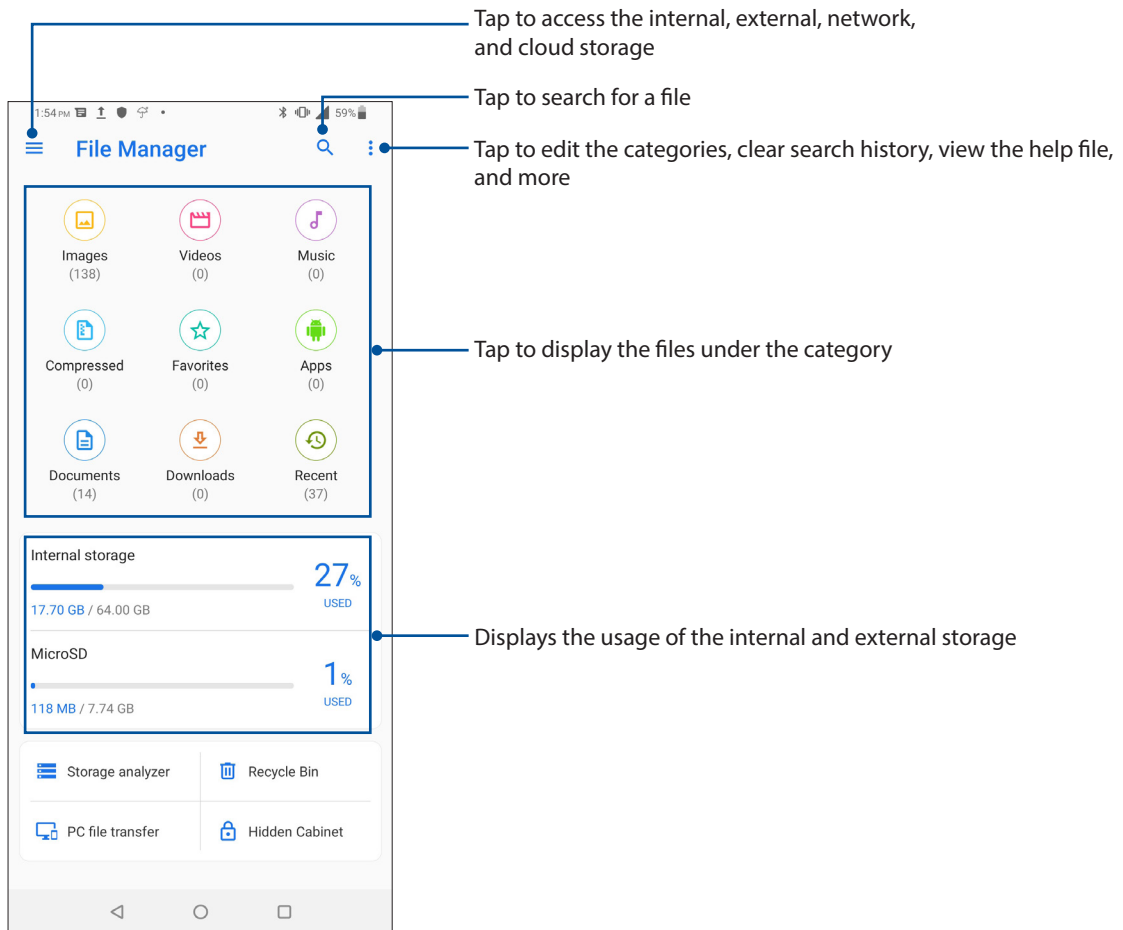 Tap to access the internal, external, network,
and cloud storage
Tap to search for a file
1:54 PM 59%
File Manager
Tap to edit the categories, clear search history, view the help file,
and more
Images Videos Music
(138) (0) (0)
Compressed Favorites Apps
(0) (0) (0)
Tap to display the files under the category
Documents Downloads Recent
(14) (0) (37)
Internal storage
27%
USED
17.70 GB / 64.00 GB
Displays the usage of the internal and external storage
MicroSD
1%
USED
118 MB / 7.74 GB
Storage analyzer Recycle Bin
PC file transfer Hidden Cabinet